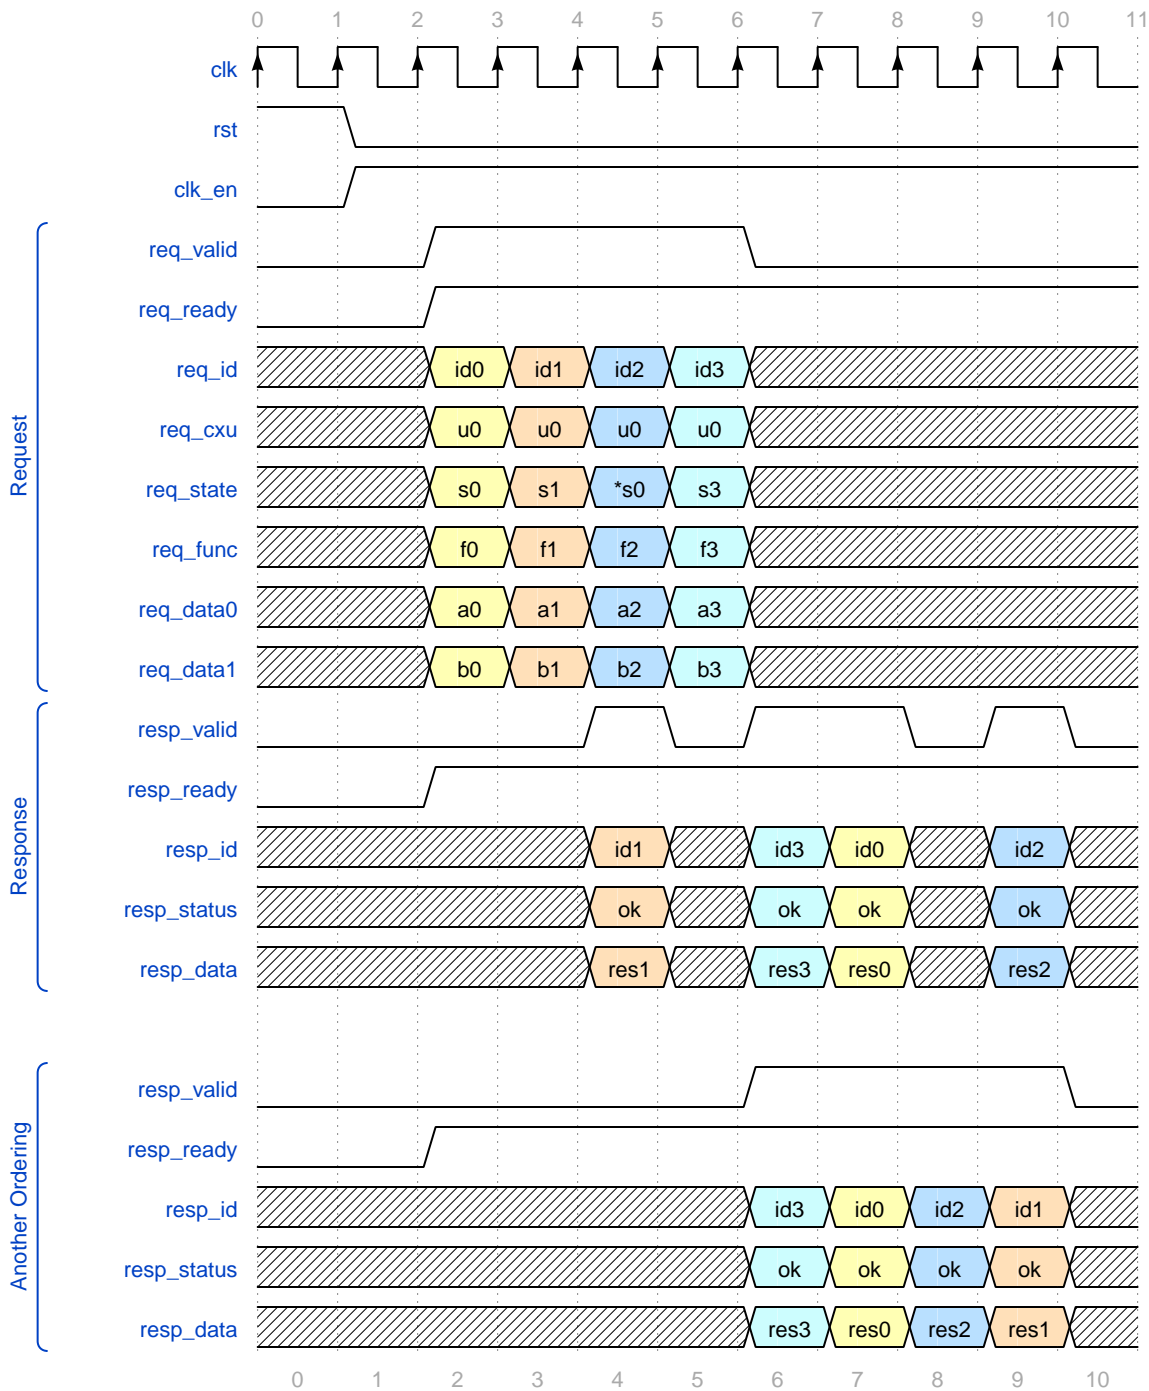 0 1 2 3 4 5 6 7 8 9 10 11
clk
rst
clk_en
Request
req_valid
req_ready
req_id id0 id1 id2 id3
req_cxu u0 u0 u0 u0
req_state s0 s1 *s0 s3
req_func f0 f1 f2 f3
req_data0 a0 a1 a2 a3
req_data1 b0 b1 b2 b3
Response
resp_valid
resp_ready
resp_id id1 id3 id0 id2
resp_status ok ok ok ok
resp_data res1 res3 res0 res2
Another Ordering
resp_valid
resp_ready
resp_id id3 id0 id2 id1
resp_status ok ok ok ok
resp_data res3 res0 res2 res1
0 1 2 3 4 5 6 7 8 9 10